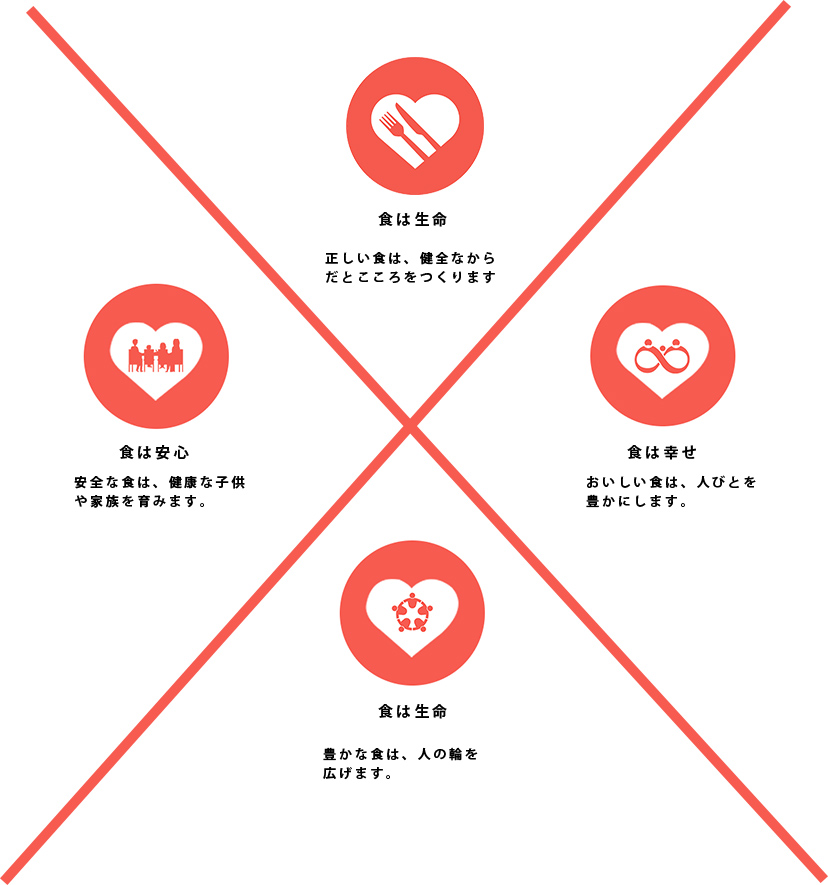 食は生命
正しい食は、健全なから
だとこころをつくります
食は安心
安全な食は、健康な子供
や家族を育みます。
食は幸せ
おいしい食は、人びとを
豊かにします。
食は生命
豊かな食は、人の輪を
広げます。